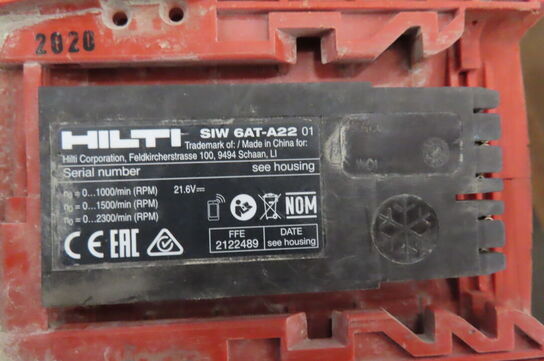 2020
HILTI SIW 6AT-A22 01
Trademark of: / Made in China for:
Hilti Corporation, Feldkircherstrasse 100, 9494 Schaan, LI
Serial number see housing
n₀ = 0...1000/min (RPM) 21.6V
n₀ = 0...1500/min (RPM)
n₀ = 0...2300/min (RPM)
NOM
CE EAC
FFE
2122489
DATE
see housing